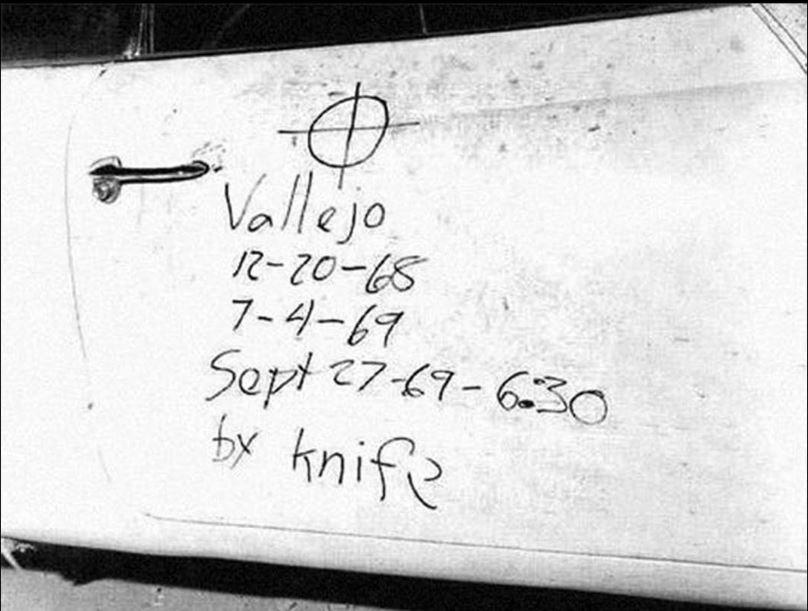 Vallejo
12-20-68
7-4-69
Sept 27-69-6:30
by knife